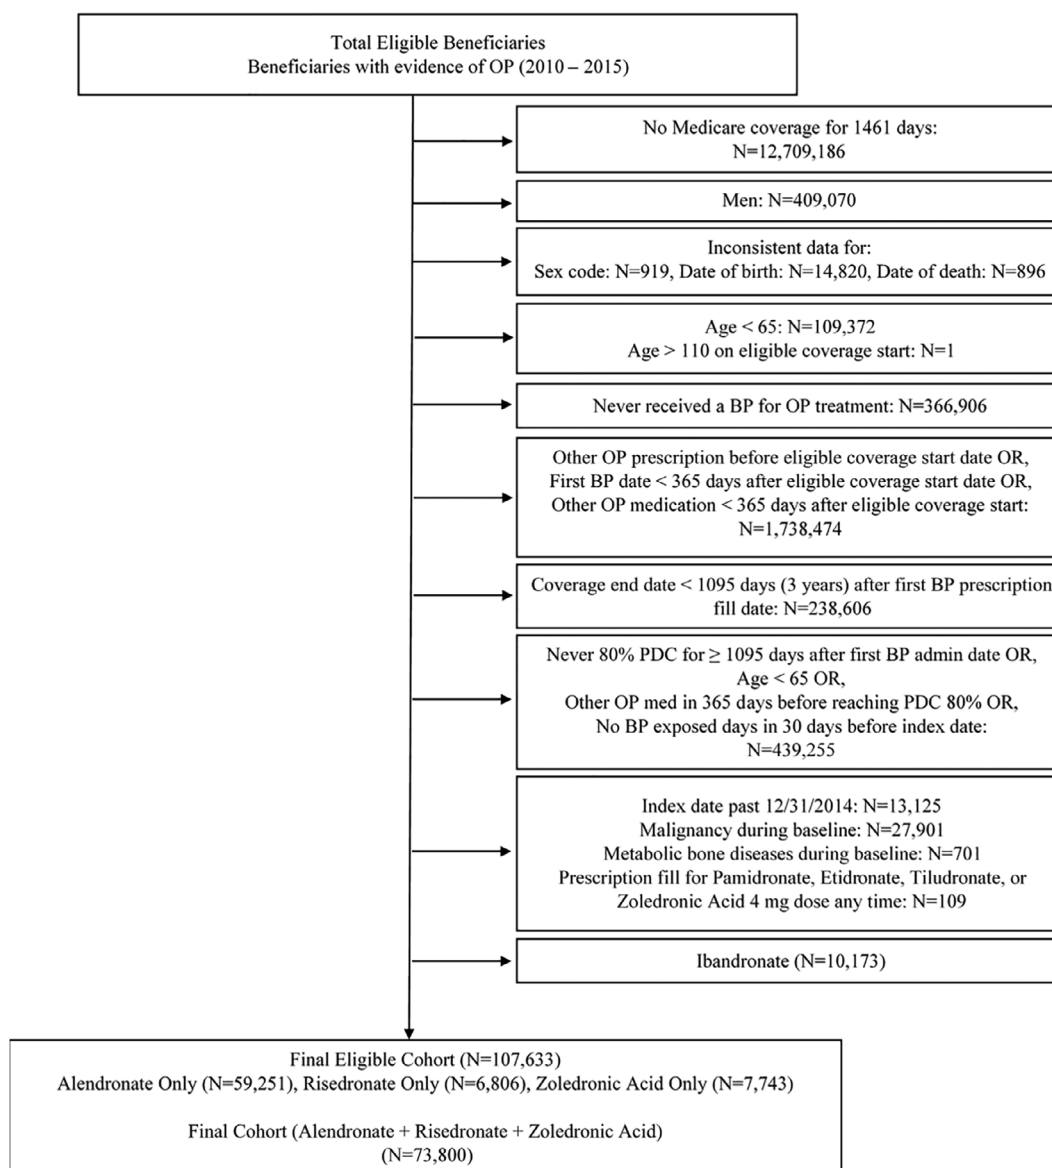 Total Eligible Beneficiaries
Beneficiaries with evidence of OP (2010 – 2015)
No Medicare coverage for 1461 days:
N=12,709,186
Men: N=409,070
Inconsistent data for:
Sex code: N=919, Date of birth: N=14,820, Date of death: N=896
Age < 65: N=109,372
Age > 110 on eligible coverage start: N=1
Never received a BP for OP treatment: N=366,906
Other OP prescription before eligible coverage start date OR,
First BP date < 365 days after eligible coverage start date OR,
Other OP medication < 365 days after eligible coverage start:
N=1,738,474
Coverage end date < 1095 days (3 years) after first BP prescription
fill date: N=238,606
Never 80% PDC for ≥ 1095 days after first BP admin date OR,
Age < 65 OR,
Other OP med in 365 days before reaching PDC 80% OR,
No BP exposed days in 30 days before index date:
N=439,255
Index date past 12/31/2014: N=13,125
Malignancy during baseline: N=27,901
Metabolic bone diseases during baseline: N=701
Prescription fill for Pamidronate, Etidronate, Tiludronate, or
Zoledronic Acid 4 mg dose any time: N=109
Ibandronate (N=10,173)
Final Eligible Cohort (N=107,633)
Alendronate Only (N=59,251), Risedronate Only (N=6,806), Zoledronic Acid Only (N=7,743)
Final Cohort (Alendronate + Risedronate + Zoledronic Acid)
(N=73,800)